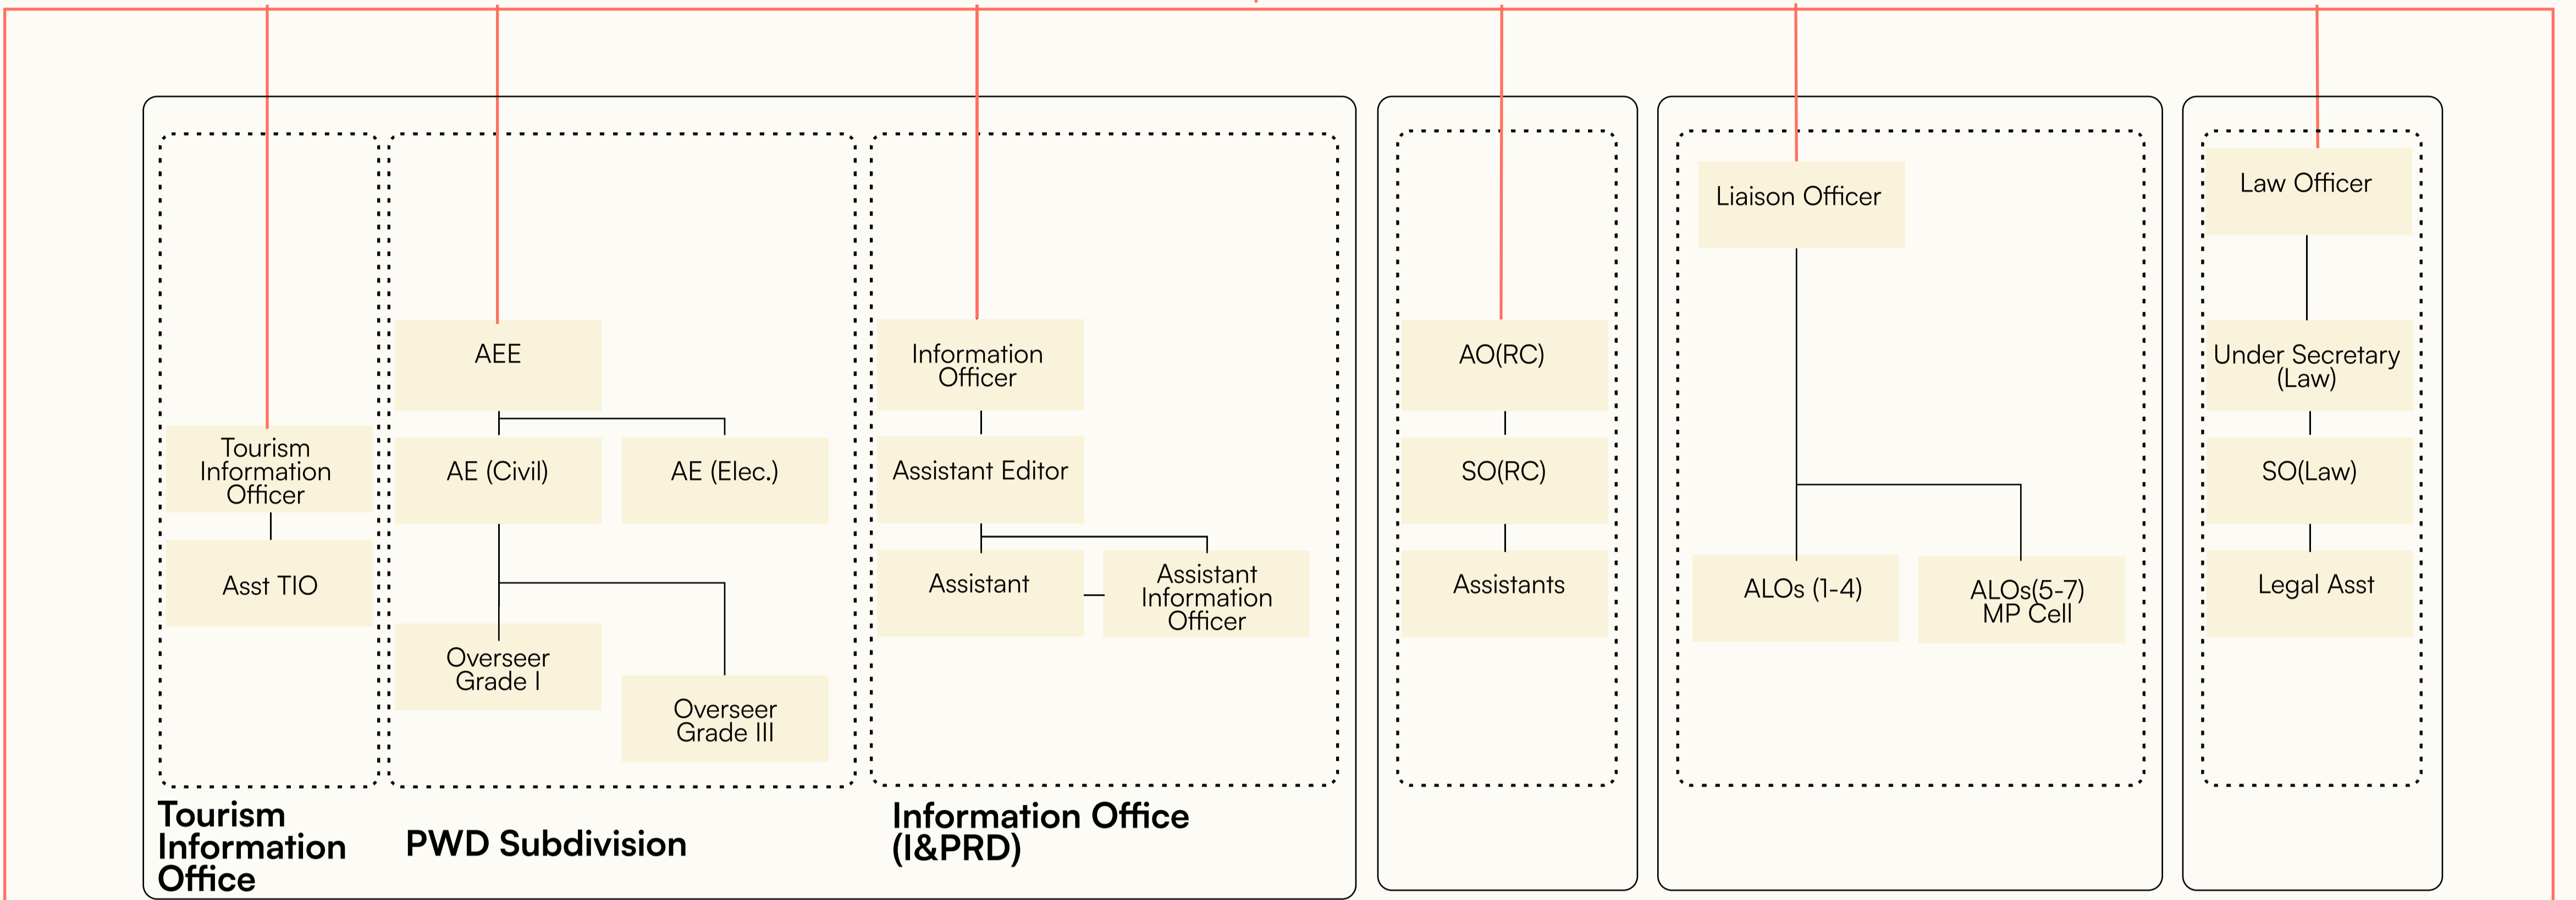 Tourism
Information
Officer
Asst TIO
Tourism
Information
Office
AEE
AE (Civil)
AE (Elec.)
Overseer
Grade I
Overseer
Grade III
PWD Subdivision
Information
Officer
Assistant Editor
Assistant
Assistant
Information
Officer
Information Office
(I&PRD)
AO(RC)
SO(RC)
Assistants
Liaison Officer
ALOs (1-4)
ALOs(5-7)
MP Cell
Law Officer
Under Secretary
(Law)
SO(Law)
Legal Asst